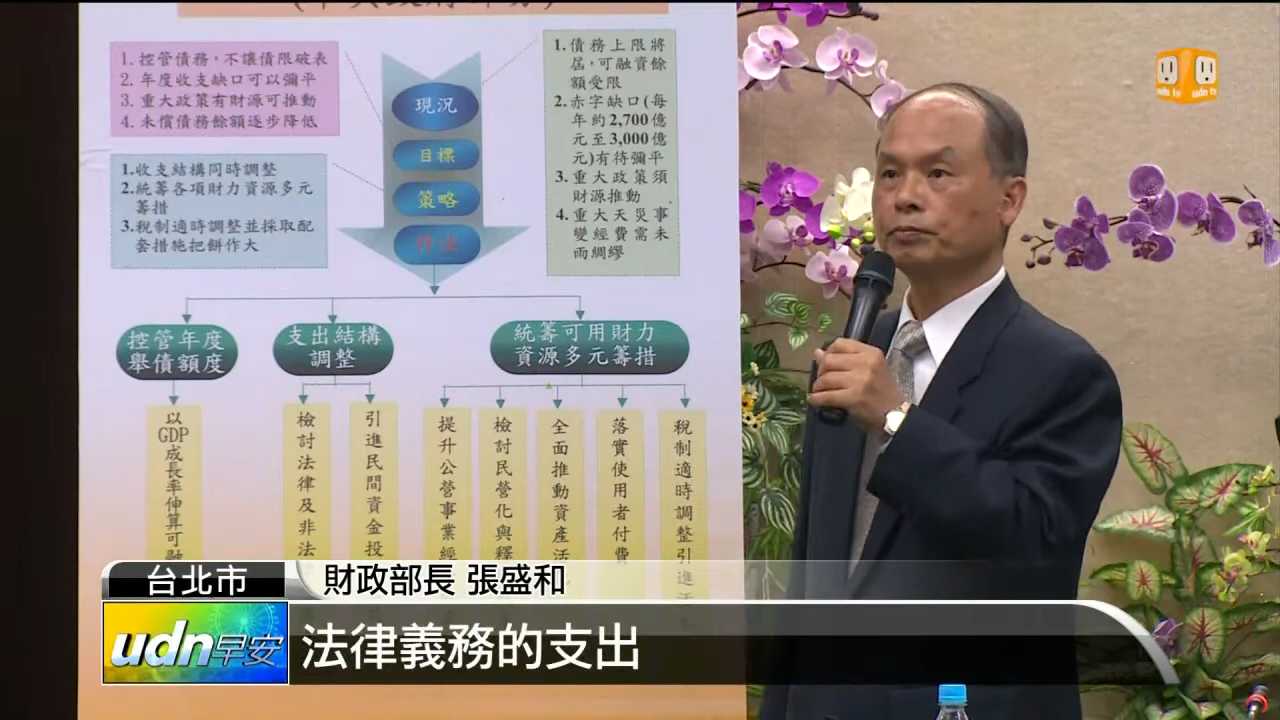 1. 控管債務，不讓債限破表
2. 年度收支缺口可以彌平
3. 重大政策有財源可推動
4. 未償債務餘額逐步降低
1.收支結構同時調整
2.統籌各項財力資源多元
籌措
3.稅制適時調整並採取配
套措施把餅作大
現況
目標
策略
作法
1.債務上限將
屆，可融資餘
額受限
2.赤字缺口(每
年約2,700億
元至3,000億
元)有待彌平
3.重大政策須
財源推動
4.重大天災事
變經費需未
雨綢繆
udn tv
udn tv
控管年度
舉債額度
支出結構
調整
統籌可用財力
資源多元籌措
以GDP成長率伸算可融
檢討法律及非法
引進民間資金投
提升公營事業經
檢討民營化與釋
全面推動資產活
落實使用者付費
稅制適時調整引進活
台北市
財政部長 張盛和
udn早安
法律義務的支出